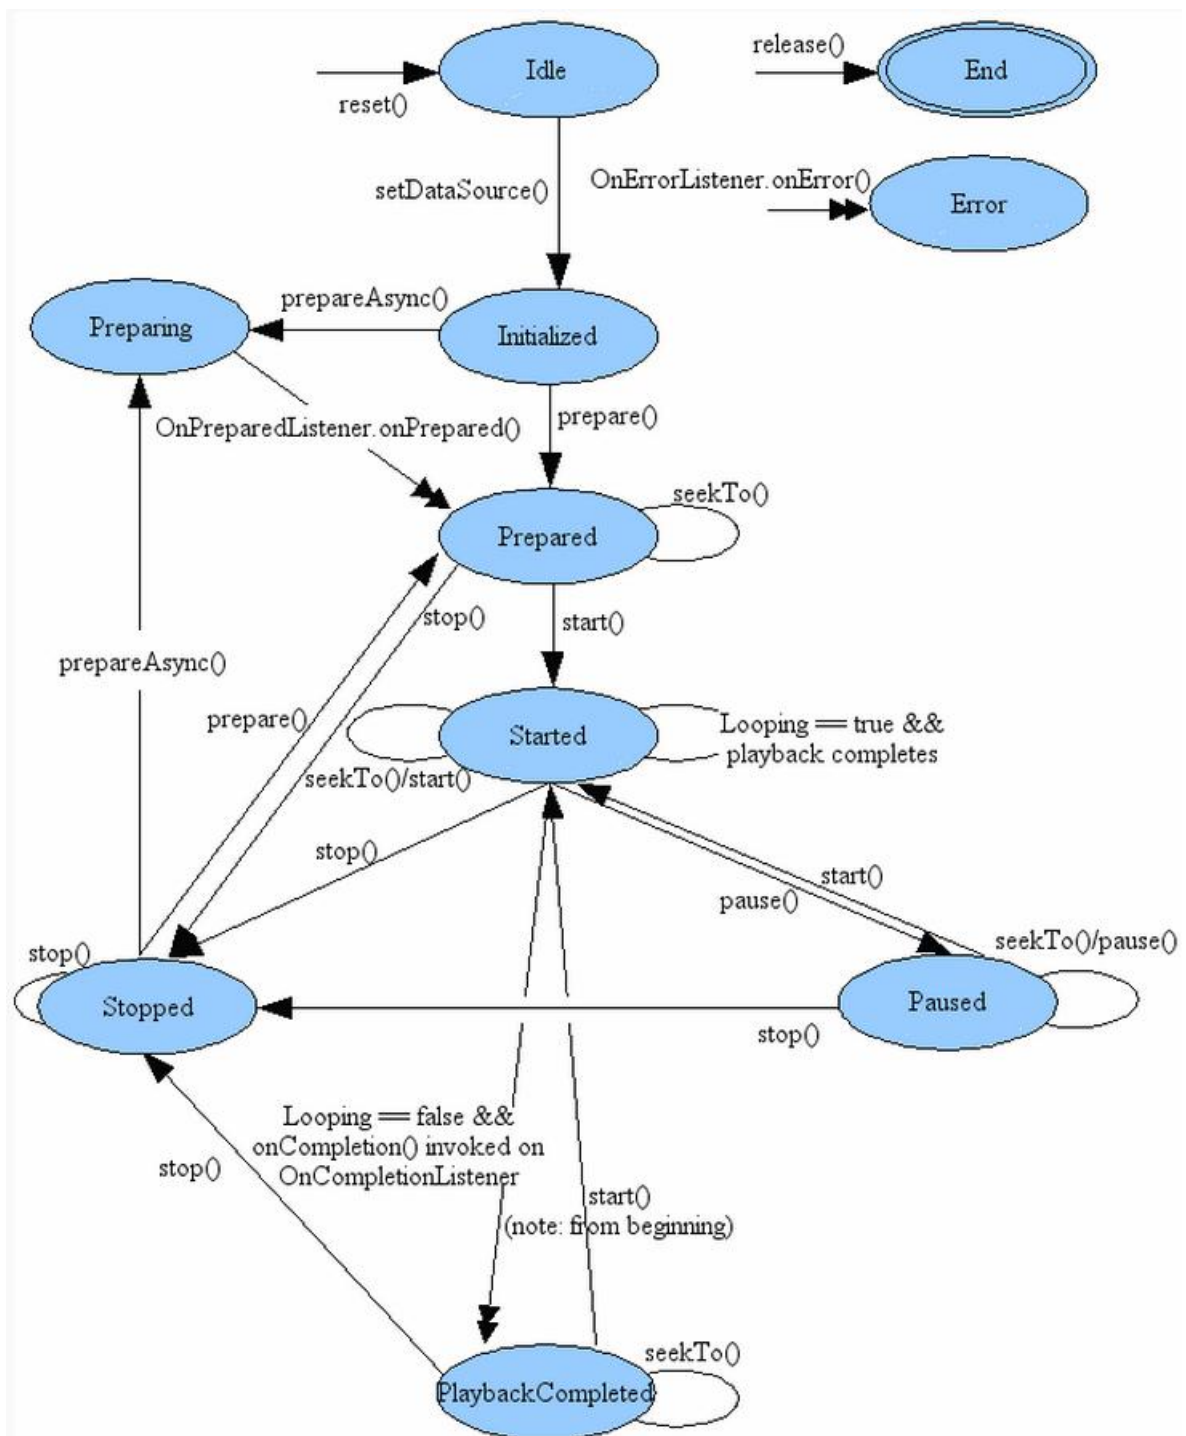 Idle
release()
End
reset()
OnErrorListener.onError()
setDataSource()
Error
prepareAsync()
Preparing
Initialized
prepare()
OnPreparedListener.onPrepared()
seekTo()
Prepared
stop()
start()
prepareAsync()
prepare()
Started
Looping == true &&
playback completes
seekTo()/start()
stop()
start()
pause()
seekTo()/pause()
stop()
Stopped
Paused
stop()
Looping == false &&
onCompletion() invoked on
OnCompletionListener
stop()
start()
(note: from beginning)
seekTo()
PlaybackCompleted